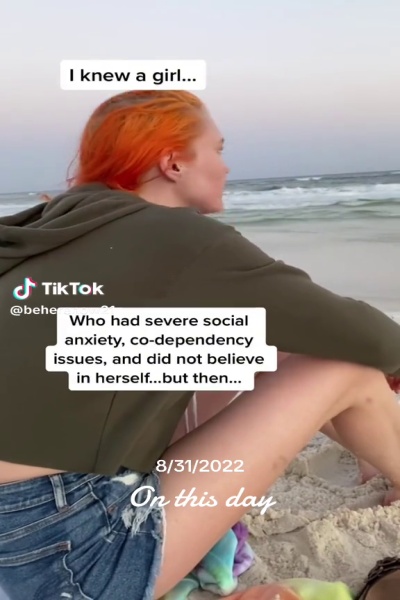 I knew a girl...
TikTok
Who had severe social
anxiety, co-dependency
issues, and did not believe
in herself...but then...
8/31/2022
On this day